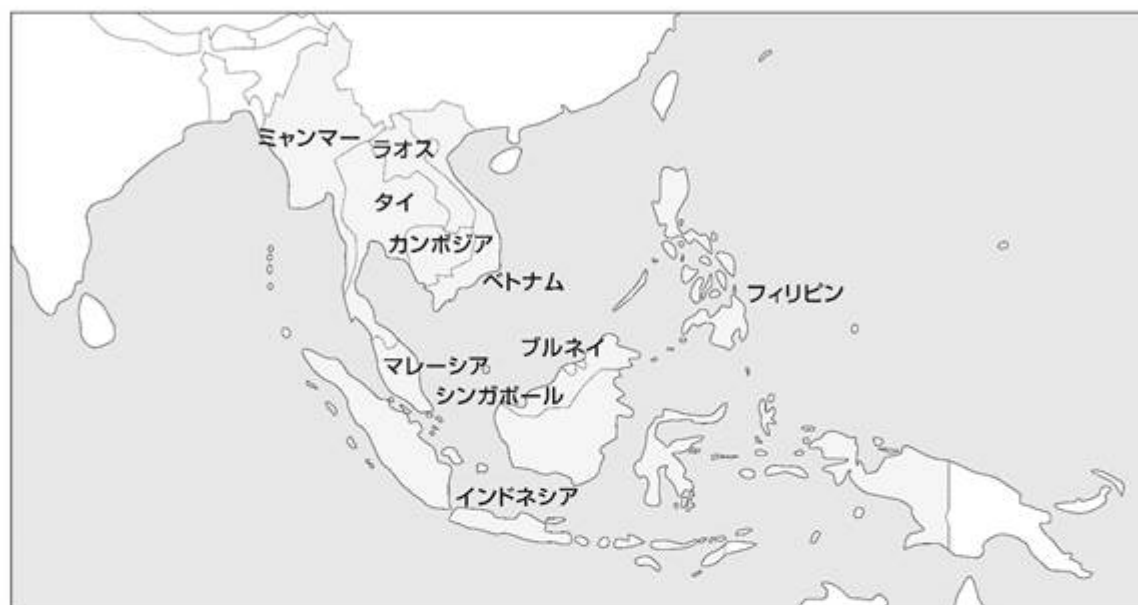 ミャンマー
ラオス
タイ
カンボジア
ベトナム
フィリピン
ブルネイ
マレーシア
シンガポール
インドネシア